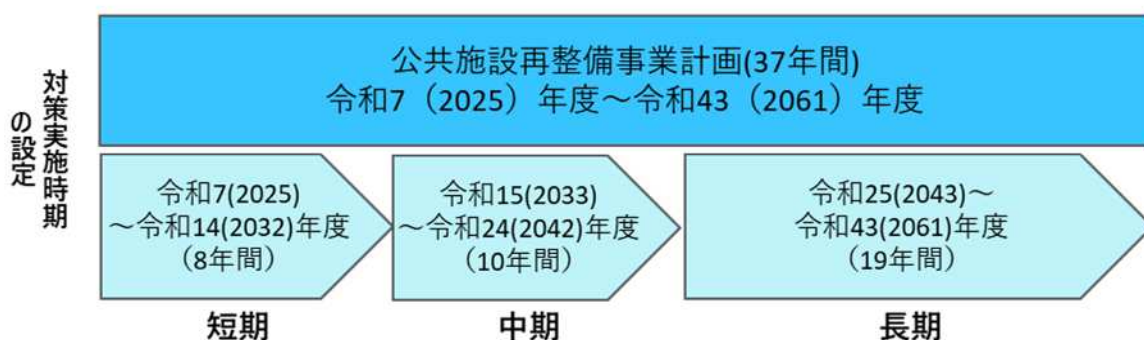 対策実施時期
の設定
公共施設再整備事業計画(37年間)
令和7（2025）年度～令和43（2061）年度
令和7(2025)
～令和14(2032)年度
（8年間）
令和15(2033)
～令和24(2042)年度
（10年間）
令和25(2043)～
令和43(2061)年度
（19年間）
短期
中期
長期